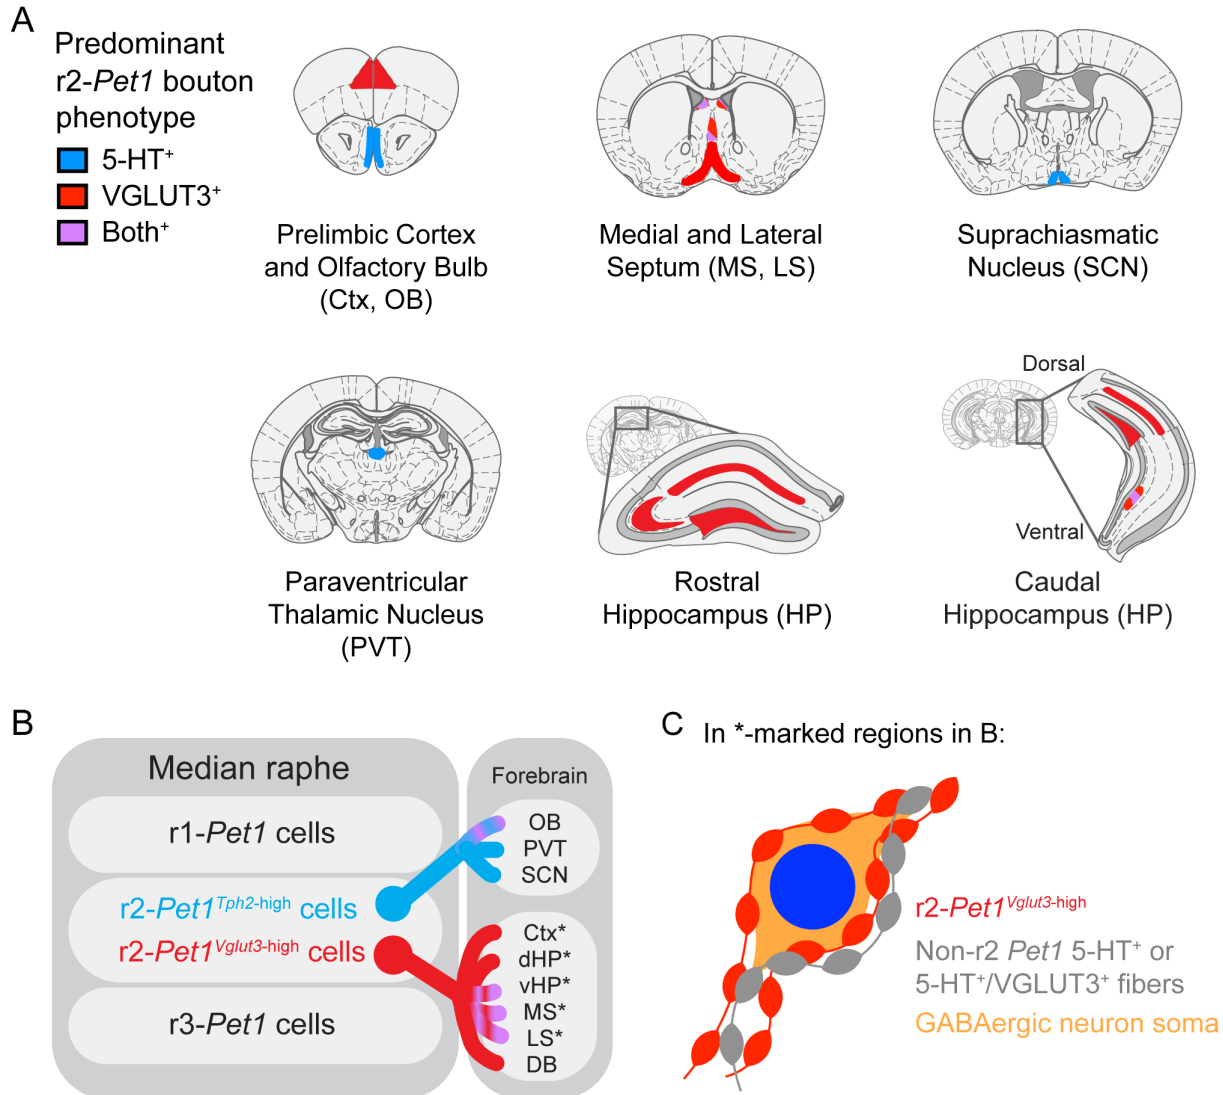 A
Predominant
r2-Pet1 bouton
phenotype
5-HT⁺
VGLUT3⁺
Both⁺
Prelimbic Cortex
and Olfactory Bulb
(Ctx, OB)
Medial and Lateral
Septum (MS, LS)
Suprachiasmatic
Nucleus (SCN)
Paraventricular
Thalamic Nucleus
(PVT)
Rostral
Hippocampus (HP)
Dorsal
Ventral
Caudal
Hippocampus (HP)
B
Median raphe
r1-Pet1 cells
r2-Pet1ᵀᵖʰ²⁻ʰⁱᵍʰ cells
r2-Pet1ⱽᵍˡᵘᵗ³⁻ʰⁱᵍʰ cells
r3-Pet1 cells
Forebrain
OB
PVT
SCN
Ctx*
dHP*
vHP*
MS*
LS*
DB
C
In *-marked regions in B:
r2-Pet1ⱽᵍˡᵘᵗ³⁻ʰⁱᵍʰ
Non-r2 Pet1 5-HT⁺ or
5-HT⁺/VGLUT3⁺ fibers
GABAergic neuron soma